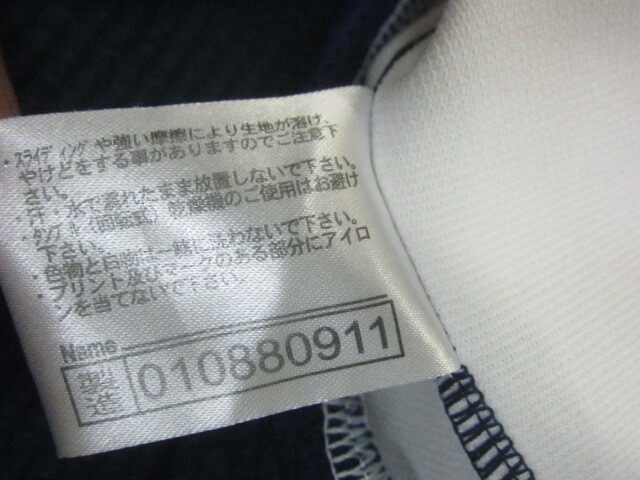 ・スライディングや強い摩擦により生地が溶け、
やけどをする事がありますのでご注意下
さい。
・汗・水で濡れたまま放置しないで下さい。
・タンブル(回転式)乾燥機のご使用はお避け
下さい。
・色物と白物は一緒に洗わないで下さい。
・プリント及びマークのある部分にアイロ
ンを当てないで下さい。
Name
製造 010880911